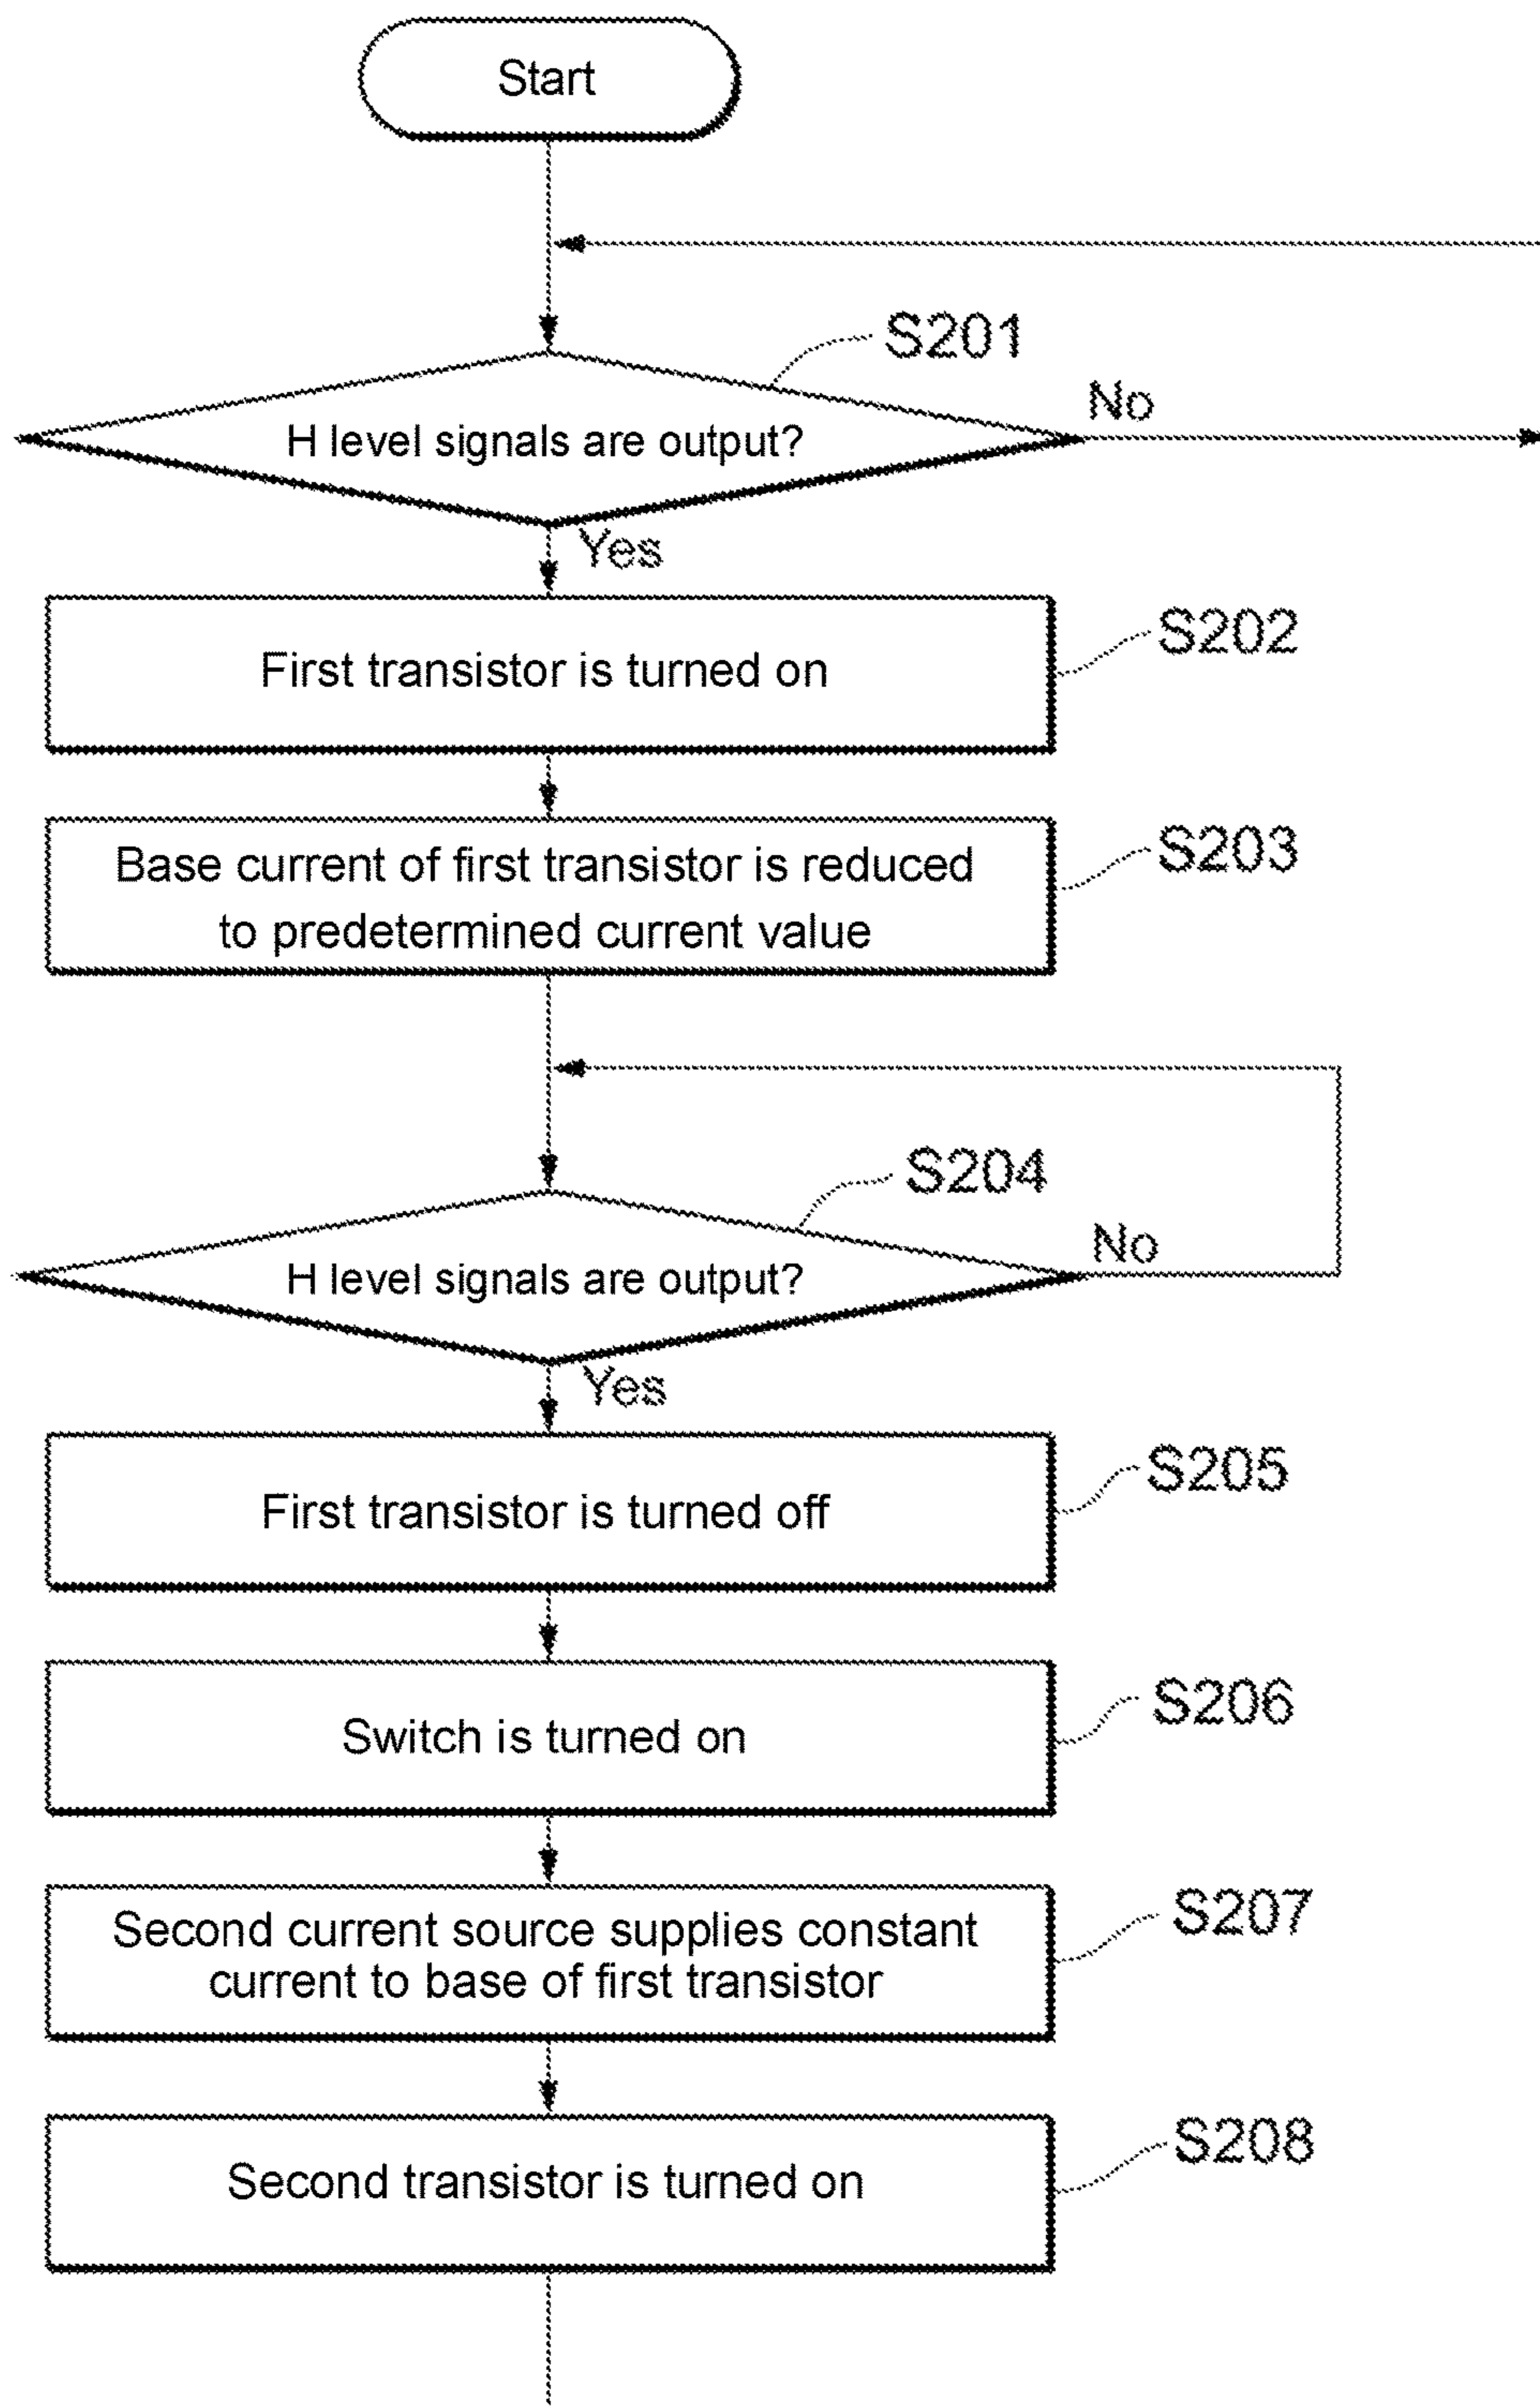 Start
S201
H level signals are output?
No
Yes
First transistor is turned on
S202
Base current of first transistor is reduced
to predetermined current value
S203
S204
H level signals are output?
No
Yes
First transistor is turned off
S205
Switch is turned on
S206
Second current source supplies constant
current to base of first transistor
S207
Second transistor is turned on
S208